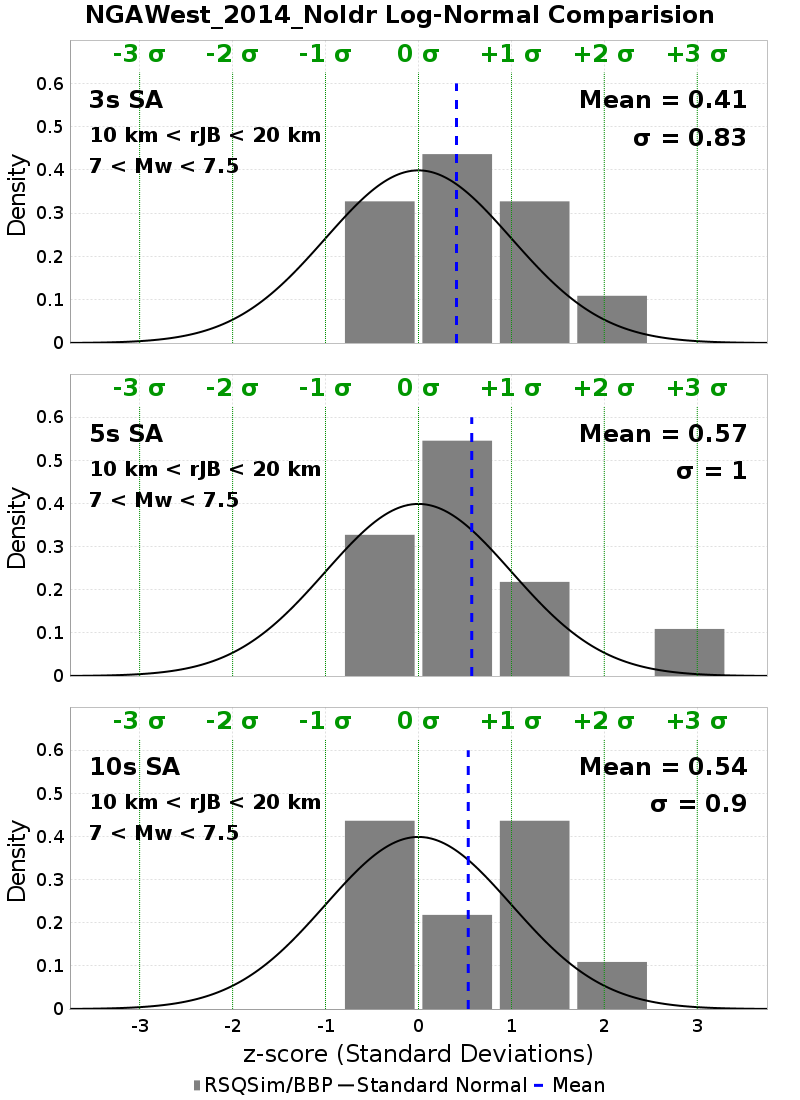 NGAWest_2014_NoIdr Log-Normal Comparision
-3 σ -2 σ -1 σ 0 σ +1 σ +2 σ +3 σ
3s SA
10 km < rJB < 20 km
7 < Mw < 7.5
Mean = 0.41
σ = 0.83
Density
0.6
0.5
0.4
0.3
0.2
0.1
0
-3 σ -2 σ -1 σ 0 σ +1 σ +2 σ +3 σ
5s SA
10 km < rJB < 20 km
7 < Mw < 7.5
Mean = 0.57
σ = 1
Density
0.6
0.5
0.4
0.3
0.2
0.1
0
-3 σ -2 σ -1 σ 0 σ +1 σ +2 σ +3 σ
10s SA
10 km < rJB < 20 km
7 < Mw < 7.5
Mean = 0.54
σ = 0.9
Density
0.6
0.5
0.4
0.3
0.2
0.1
0
-3 -2 -1 0 1 2 3
z-score (Standard Deviations)
RSQSim/BBP Standard Normal Mean